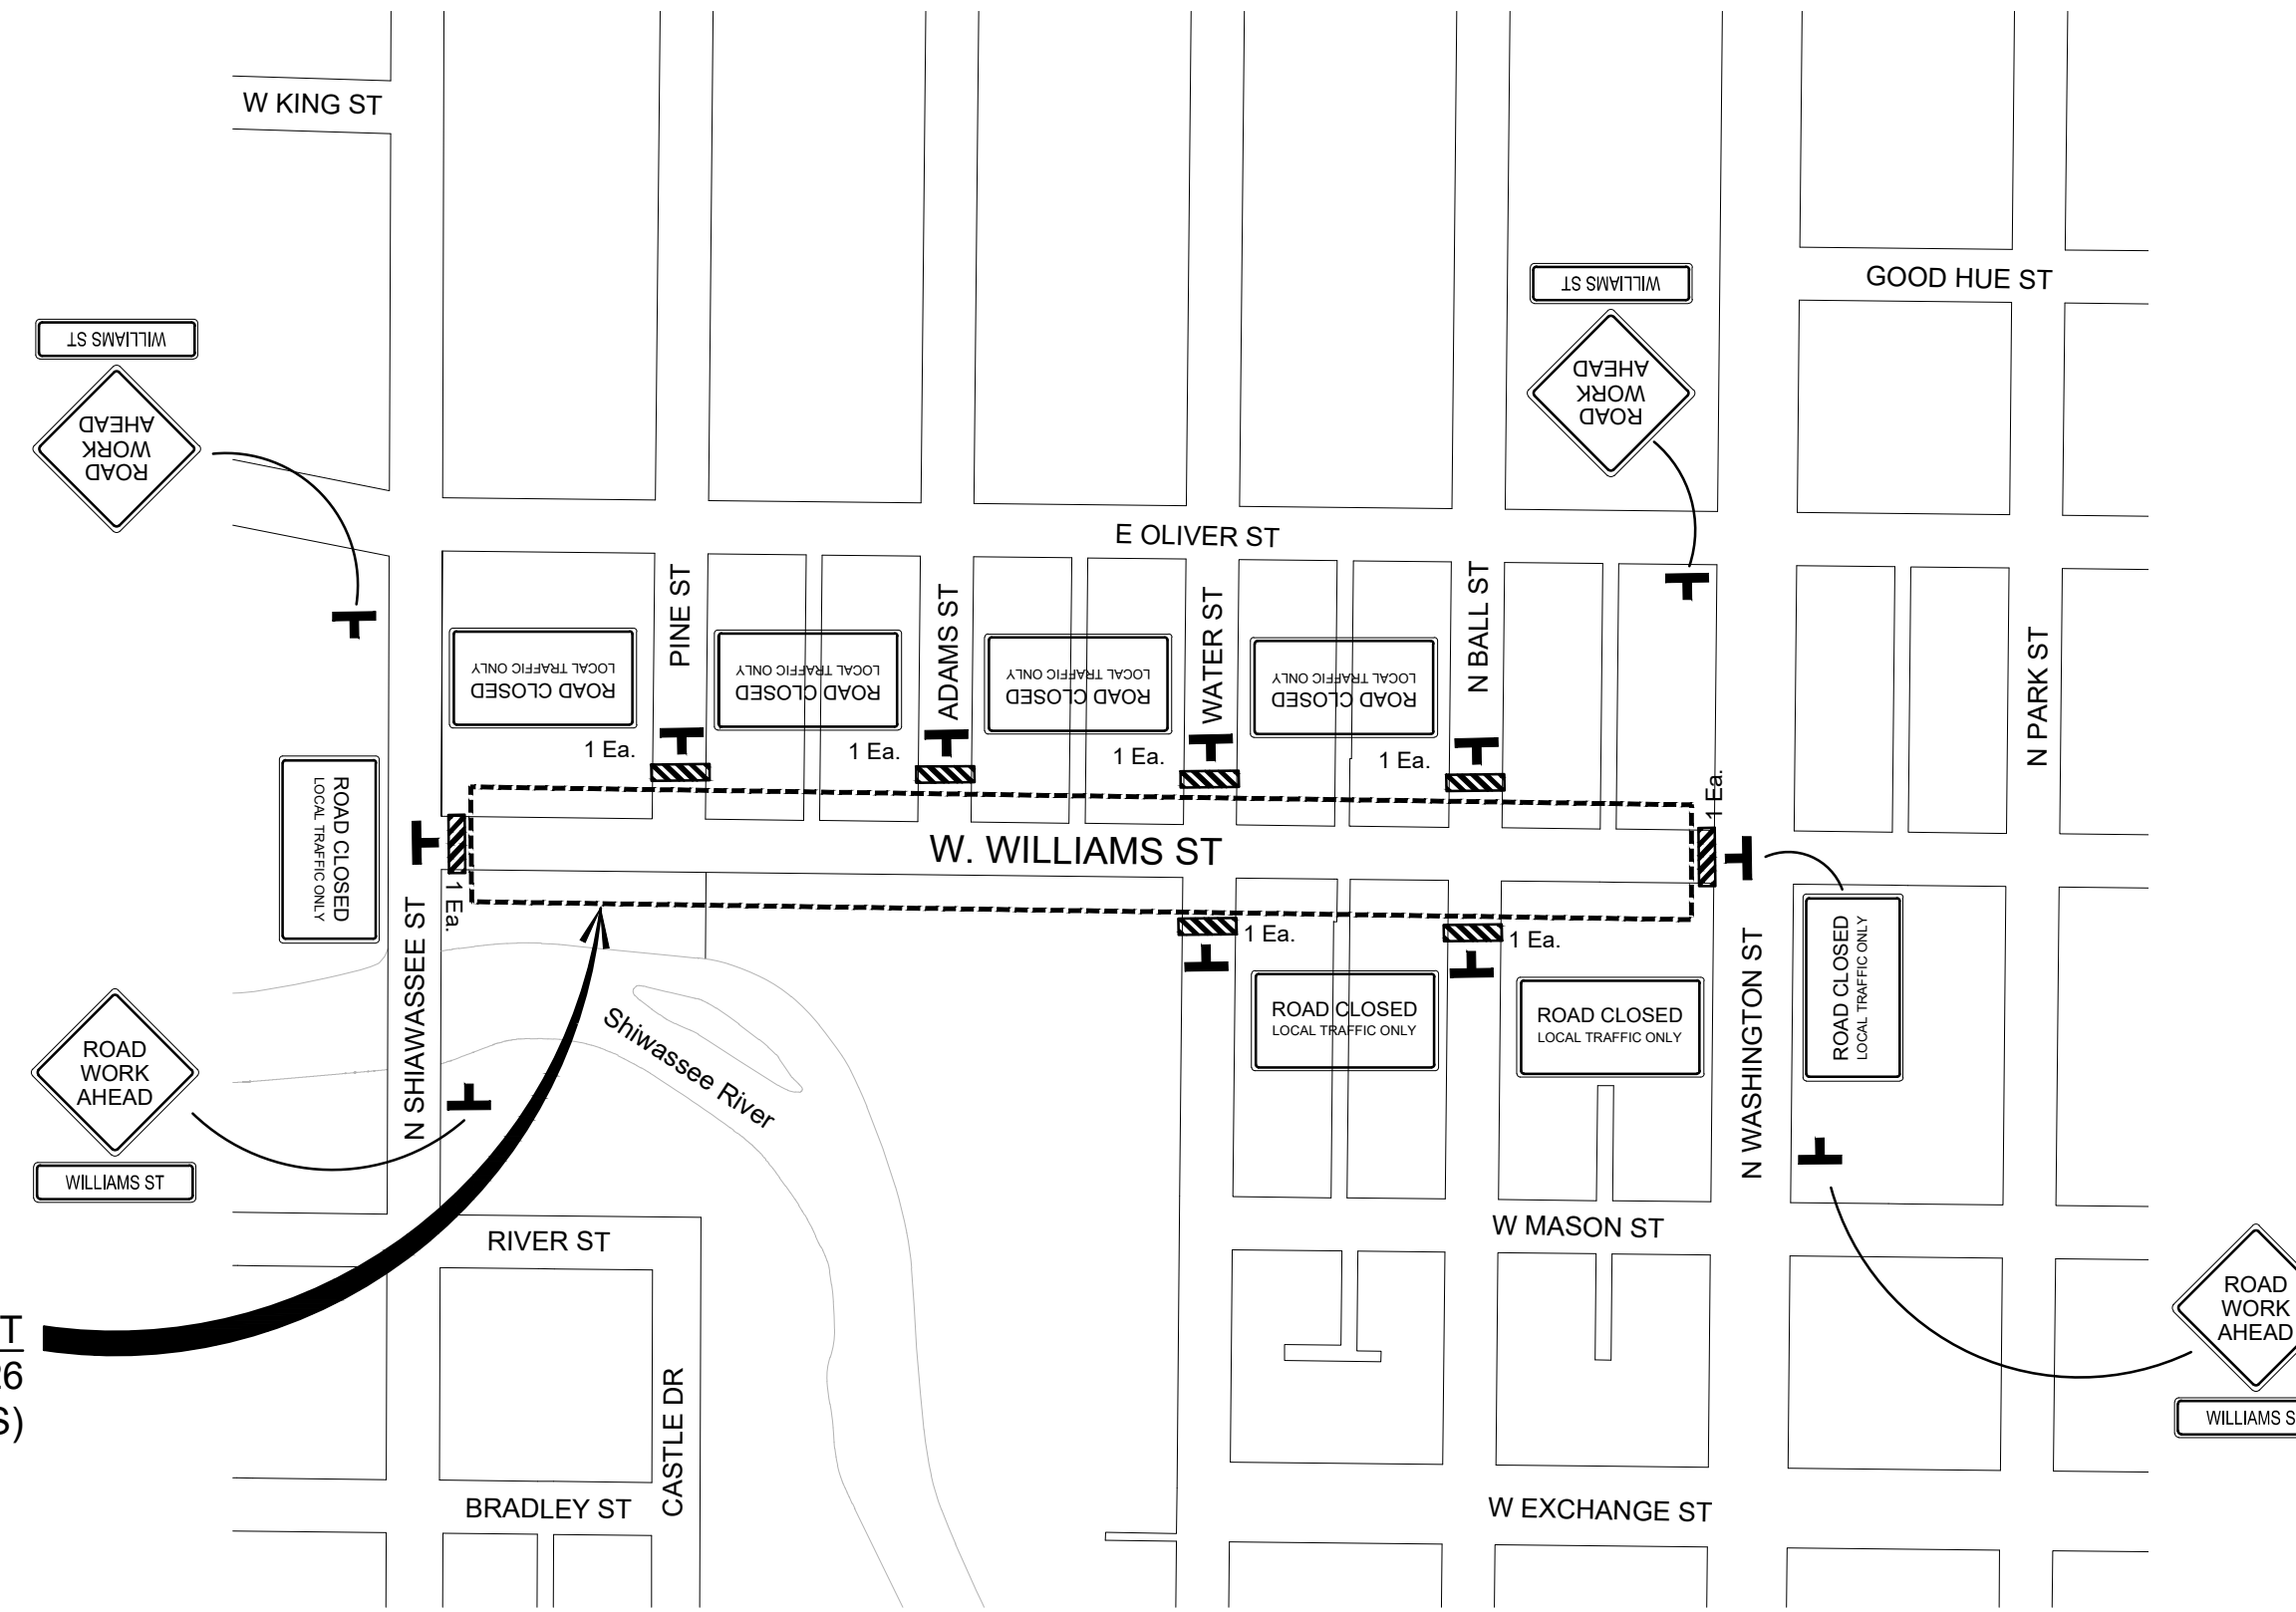 W KING ST
GOOD HUE ST
WILLIAMS ST
ROAD
WORK
AHEAD
WILLIAMS ST
ROAD
WORK
AHEAD
E OLIVER ST
PINE ST
ADAMS ST
WATER ST
N BALL ST
N PARK ST
ROAD CLOSED
LOCAL TRAFFIC ONLY
ROAD CLOSED
LOCAL TRAFFIC ONLY
ROAD CLOSED
LOCAL TRAFFIC ONLY
ROAD CLOSED
LOCAL TRAFFIC ONLY
1 Ea.
1 Ea.
1 Ea.
1 Ea.
1 Ea.
ROAD CLOSED
LOCAL TRAFFIC ONLY
W. WILLIAMS ST
1 Ea.
1 Ea.
1 Ea.
N SHIAWASSEE ST
ROAD CLOSED
LOCAL TRAFFIC ONLY
ROAD CLOSED
LOCAL TRAFFIC ONLY
N WASHINGTON ST
ROAD CLOSED
LOCAL TRAFFIC ONLY
Shiwassee River
ROAD
WORK
AHEAD
WILLIAMS ST
RIVER ST
W MASON ST
ROAD
WORK
AHEAD
WILLIAMS S
T
26
S)
CASTLE DR
BRADLEY ST
W EXCHANGE ST